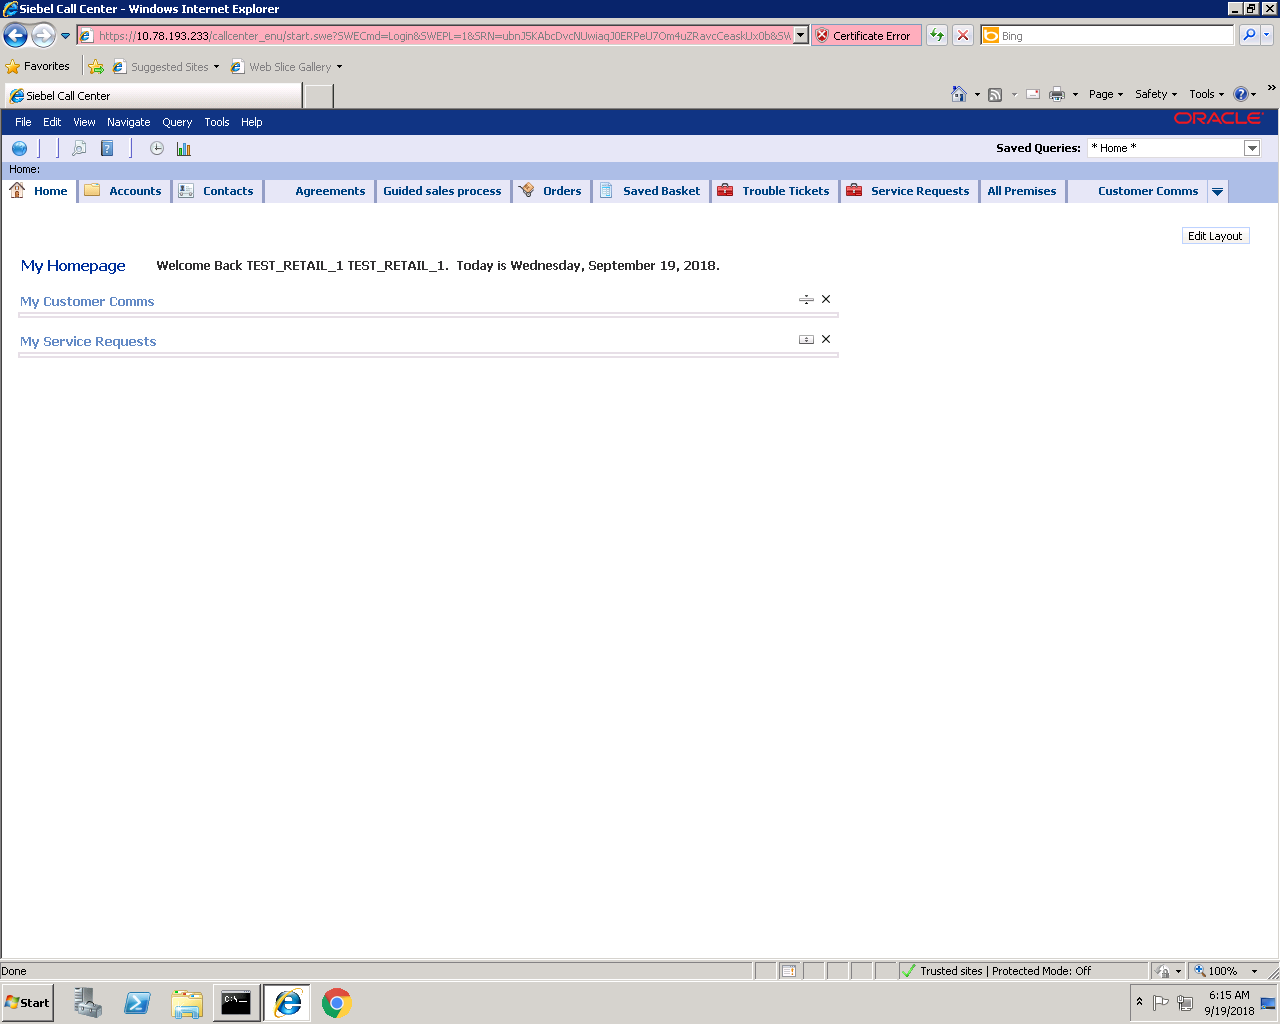 Siebel Call Center - Windows Internet Explorer
https://10.78.193.233/callcenter_enu/start.swe?SWECmd=Login&SWEPL=1&SRN=ubnJ5KAbcDvcNUwiaqJ0ERPeU7Om4uZRavcCeaskUx0b&SW
Certificate Error
Bing
Favorites
Suggested Sites
Web Slice Gallery
Siebel Call Center
Page
Safety
Tools
File Edit View Navigate Query Tools Help
ORACLE
Saved Queries: * Home *
Home:
Home Accounts Contacts Agreements Guided sales process Orders Saved Basket Trouble Tickets Service Requests All Premises Customer Comms
Edit Layout
My Homepage Welcome Back TEST_RETAIL_1 TEST_RETAIL_1. Today is Wednesday, September 19, 2018.
My Customer Comms
My Service Requests
Done
Trusted sites | Protected Mode: Off
100%
Start
C:\
6:15 AM
9/19/2018